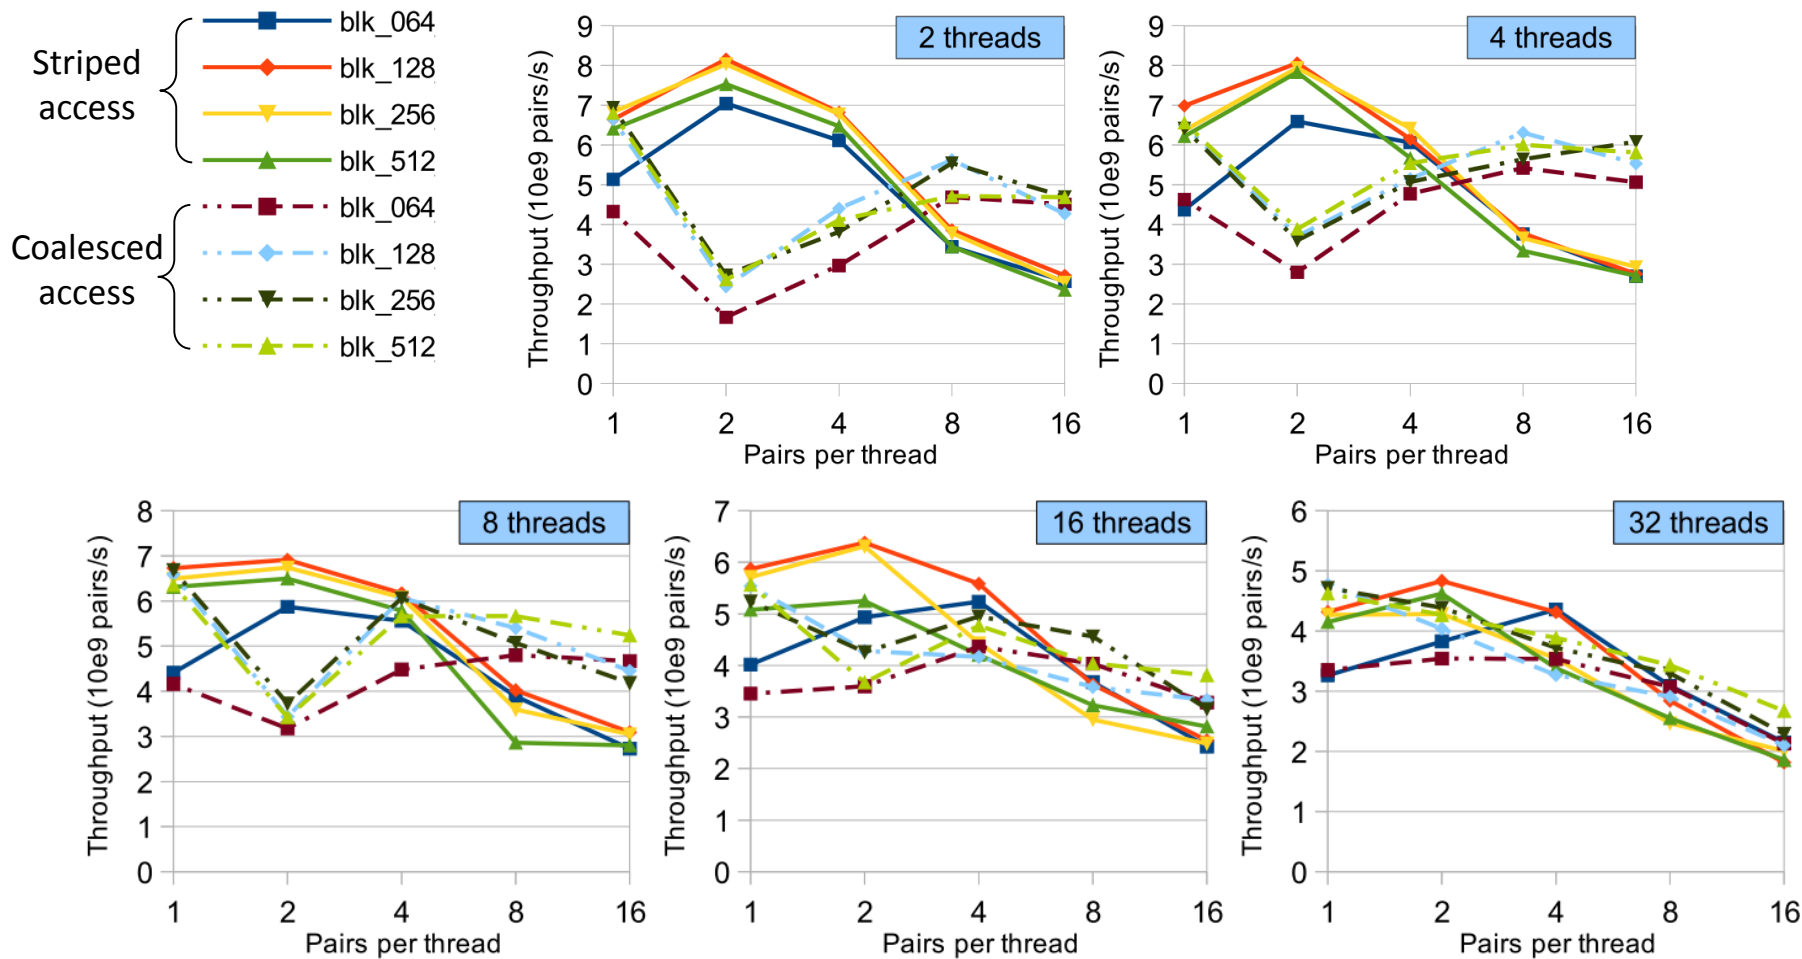 Striped
access
blk_064
blk_128
blk_256
blk_512
Coalesced
access
blk_064
blk_128
blk_256
blk_512
2 threads
Throughput (10e9 pairs/s)
9
8
7
6
5
4
3
2
1
0
1 2 4 8 16
Pairs per thread
4 threads
Throughput (10e9 pairs/s)
9
8
7
6
5
4
3
2
1
0
1 2 4 8 16
Pairs per thread
8 threads
Throughput (10e9 pairs/s)
8
7
6
5
4
3
2
1
0
1 2 4 8 16
Pairs per thread
16 threads
Throughput (10e9 pairs/s)
7
6
5
4
3
2
1
0
1 2 4 8 16
Pairs per thread
32 threads
Throughput (10e9 pairs/s)
6
5
4
3
2
1
0
1 2 4 8 16
Pairs per thread